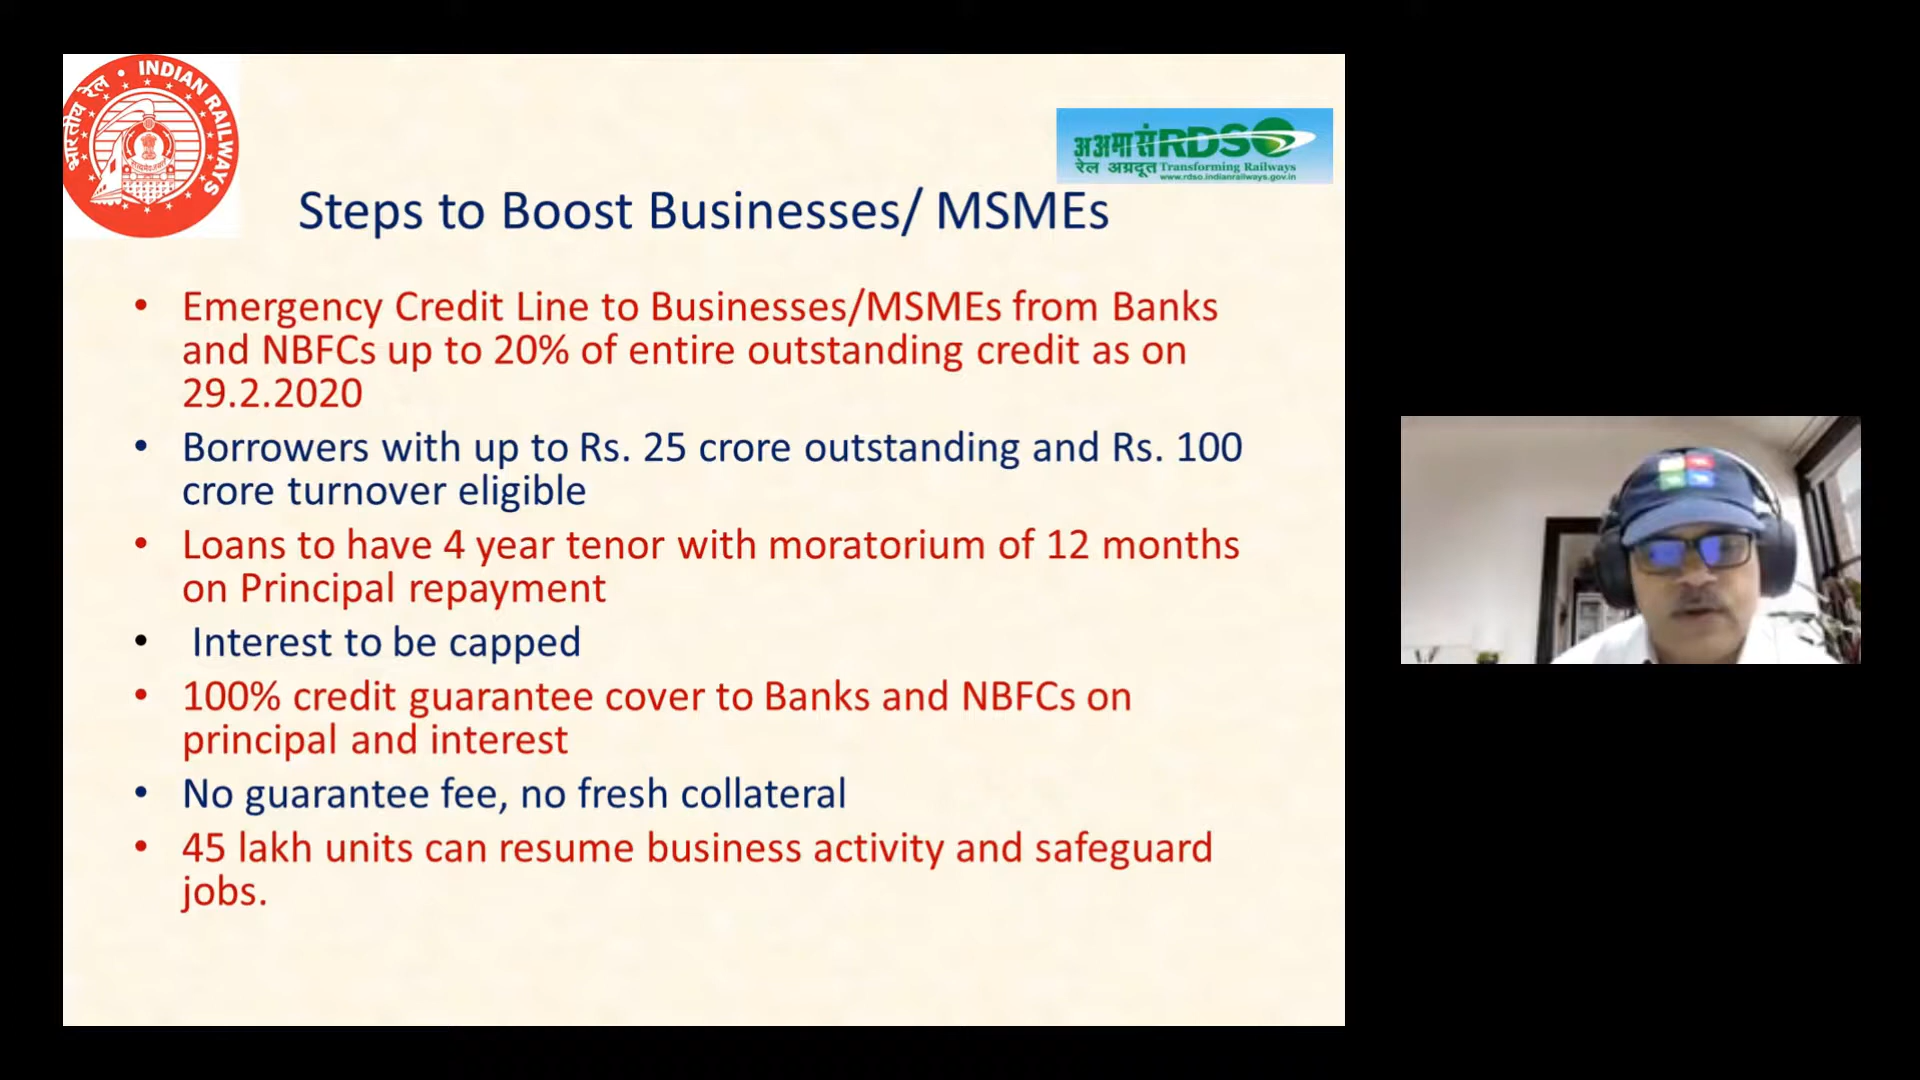 भारतीय रेल • INDIAN RAILWAYS
अअमासं RDSO
रेल अग्रदूत Transforming Railways
www.rdso.indianrailways.gov.in
Steps to Boost Businesses/ MSMEs
• Emergency Credit Line to Businesses/MSMEs from Banks
and NBFCs up to 20% of entire outstanding credit as on
29.2.2020
• Borrowers with up to Rs. 25 crore outstanding and Rs. 100
crore turnover eligible
• Loans to have 4 year tenor with moratorium of 12 months
on Principal repayment
• Interest to be capped
• 100% credit guarantee cover to Banks and NBFCs on
principal and interest
• No guarantee fee, no fresh collateral
• 45 lakh units can resume business activity and safeguard
jobs.